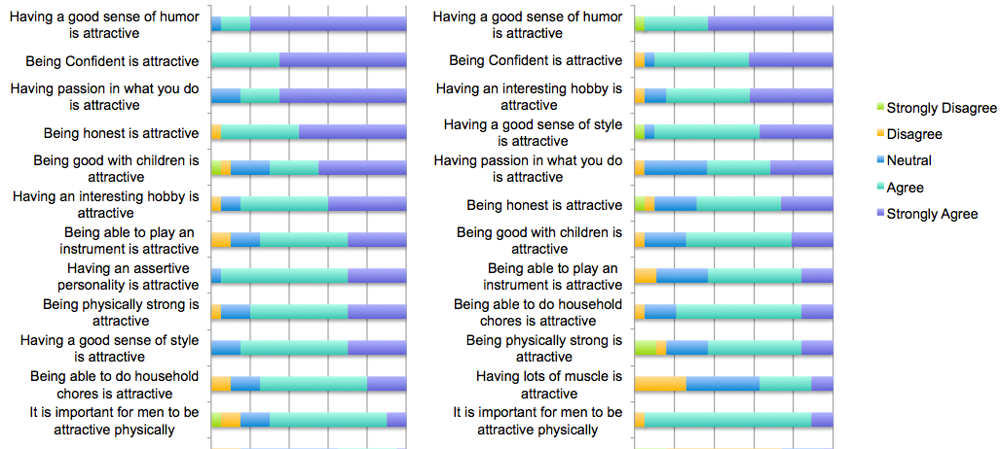 Having a good sense of humor
is attractive
Being Confident is attractive
Having passion in what you do
is attractive
Being honest is attractive
Being good with children is
attractive
Having an interesting hobby is
attractive
Being able to play an
instrument is attractive
Having an assertive
personality is attractive
Being physically strong is
attractive
Having a good sense of style
is attractive
Being able to do household
chores is attractive
It is important for men to be
attractive physically
Having a good sense of humor
is attractive
Being Confident is attractive
Having an interesting hobby is
attractive
Having a good sense of style
is attractive
Having passion in what you do
is attractive
Being honest is attractive
Being good with children is
attractive
Being able to play an
instrument is attractive
Being able to do household
chores is attractive
Being physically strong is
attractive
Having lots of muscle is
attractive
It is important for men to be
attractive physically
Strongly Disagree
Disagree
Neutral
Agree
Strongly Agree